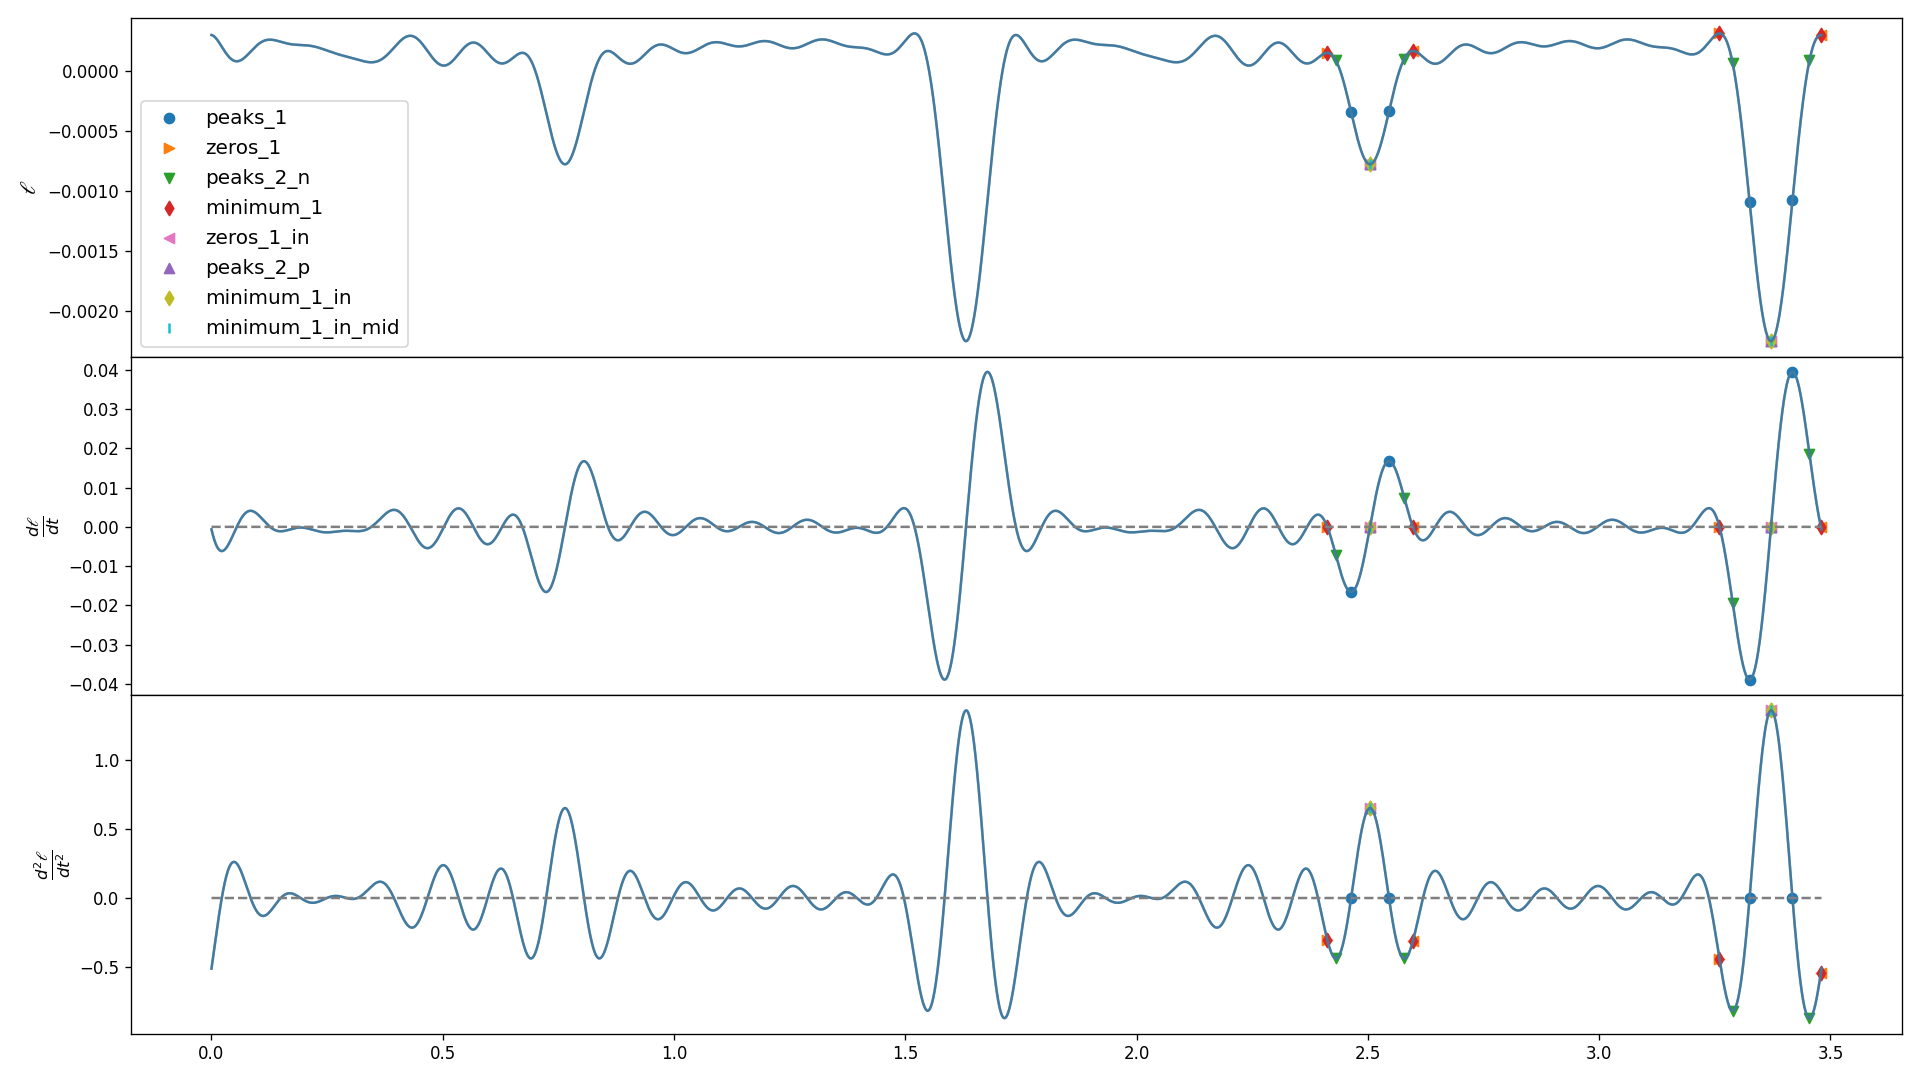 ℓ
0.0000
−0.0005
−0.0010
−0.0015
−0.0020
peaks_1
zeros_1
peaks_2_n
minimum_1
zeros_1_in
peaks_2_p
minimum_1_in
minimum_1_in_mid
dℓ
dt
0.04
0.03
0.02
0.01
0.00
−0.01
−0.02
−0.03
−0.04
d²ℓ
dt²
1.0
0.5
0.0
−0.5
0.0 0.5 1.0 1.5 2.0 2.5 3.0 3.5